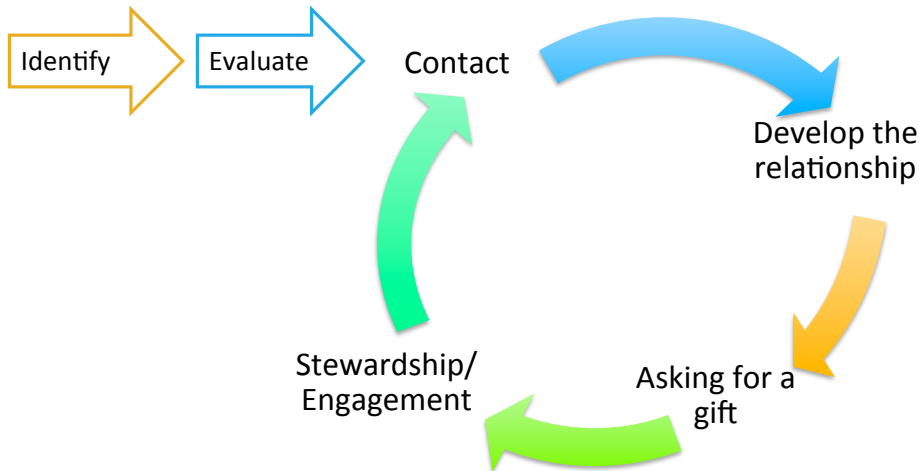 Identify
Evaluate
Contact
Develop the
relationship
Asking for a
gift
Stewardship/
Engagement